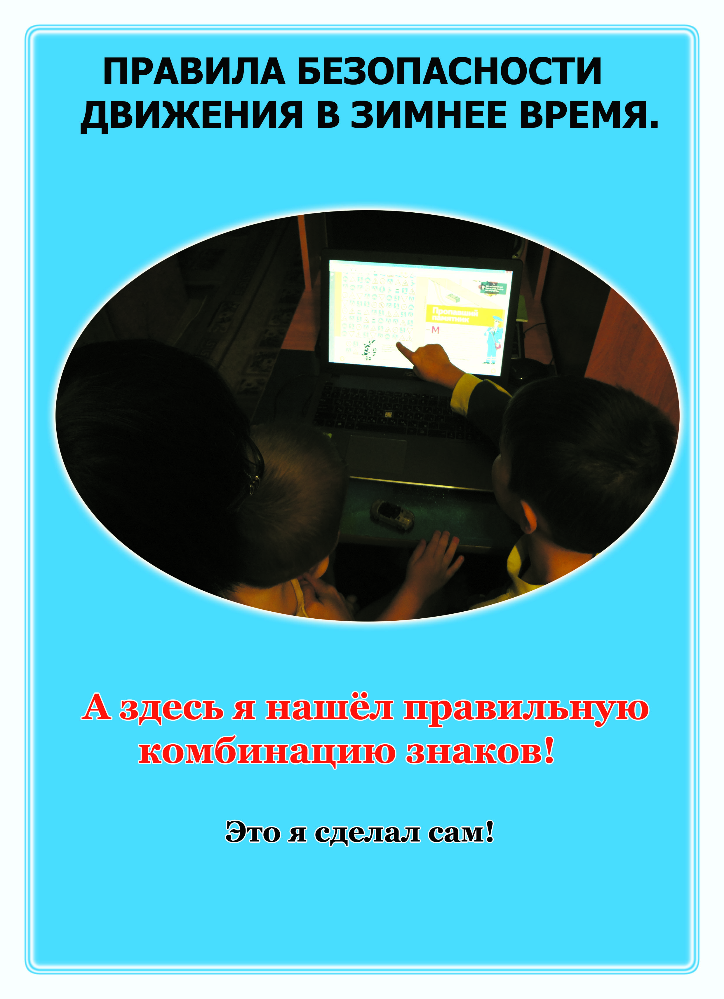 ПРАВИЛА БЕЗОПАСНОСТИ
ДВИЖЕНИЯ В ЗИМНЕЕ ВРЕМЯ.
Пропавший
памятник
-М
А здесь я нашёл правильную
комбинацию знаков!
Это я сделал сам!